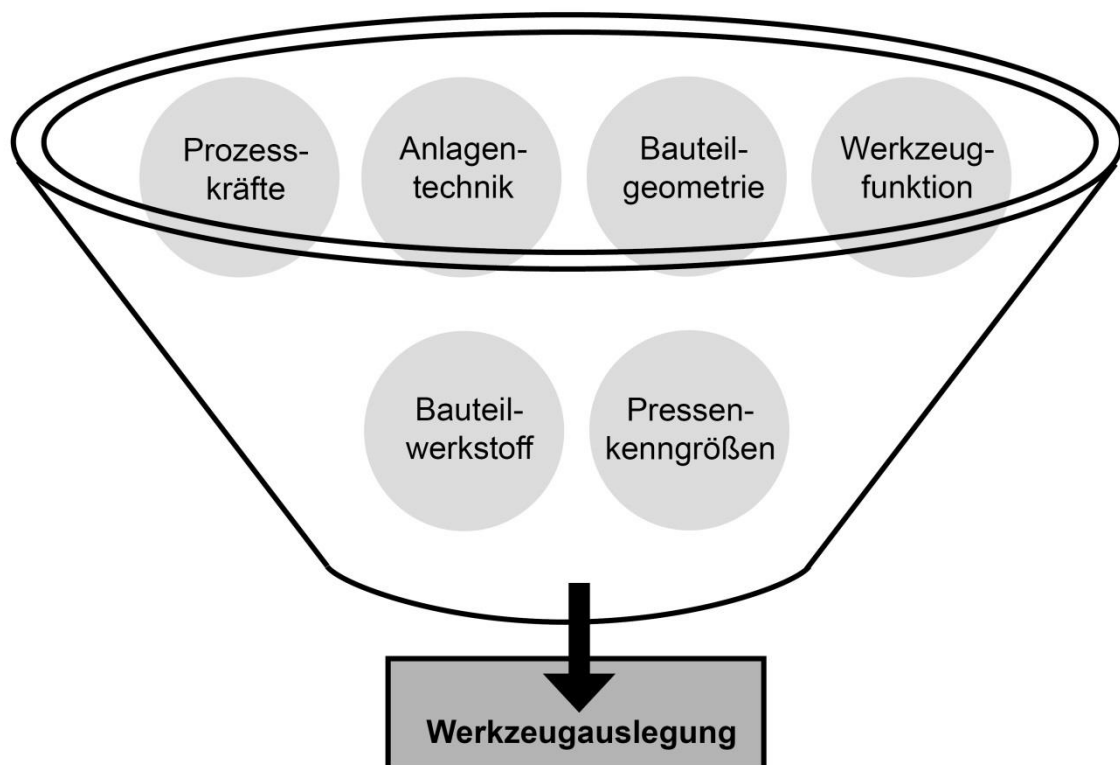 Prozess-
kräfte
Anlagen-
technik
Bauteil-
geometrie
Werkzeug-
funktion
Bauteil-
werkstoff
Pressen-
kenngrößen
Werkzeugauslegung